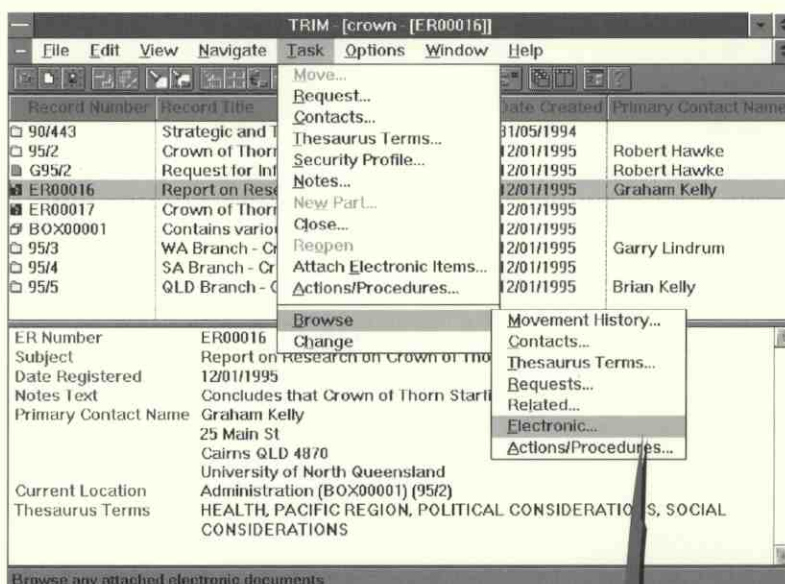 TRIM - [crown - [ER00016]]
File Edit View Navigate Task Options Window Help
Record Number Record Title Date Created Primary Contact Name
90/443 Strategic and T 31/05/1994
95/2 Crown of Thorn 12/01/1995 Robert Hawke
G95/2 Request for Inf 12/01/1995 Robert Hawke
ER00016 Report on Rese 12/01/1995 Graham Kelly
ER00017 Crown of Thorn 12/01/1995
BOX00001 Contains variou 12/01/1995
95/3 WA Branch - Cr 12/01/1995 Garry Lindrum
95/4 SA Branch - Cr 12/01/1995
95/5 QLD Branch - C 12/01/1995 Brian Kelly
Move...
Request...
Contacts...
Thesaurus Terms...
Security Profile...
Notes...
New Part...
Close...
Reopen
Attach Electronic Items...
Actions/Procedures...
Browse
Change
Movement History...
Contacts...
Thesaurus Terms...
Requests...
Related...
Electronic...
Actions/Procedures...
ER Number ER00016
Subject Report on Research on Crown of Tho
Date Registered 12/01/1995
Notes Text Concludes that Crown of Thorn Starfi
Primary Contact Name Graham Kelly
25 Main St
Cairns QLD 4870
University of North Queensland
Current Location Administration (BOX00001) (95/2)
Thesaurus Terms HEALTH, PACIFIC REGION, POLITICAL CONSIDERATIONS, SOCIAL
CONSIDERATIONS
Browse any attached electronic documents